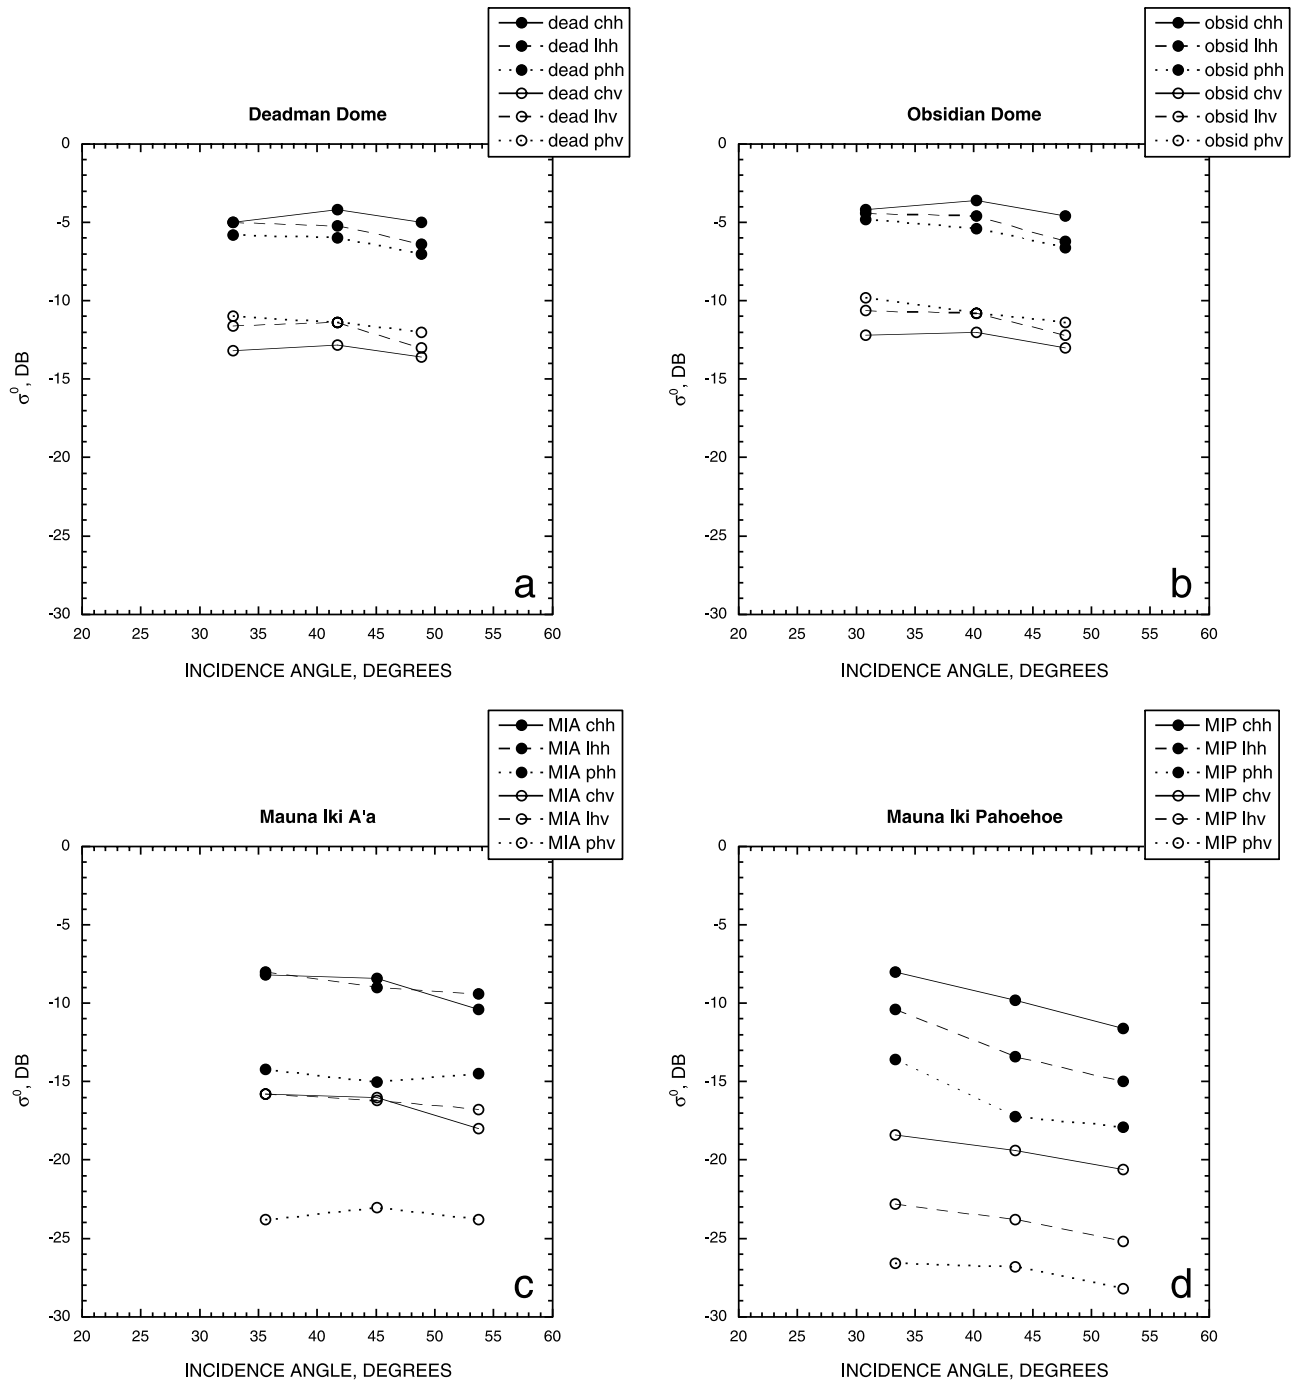 dead chh
dead lhh
dead phh
dead chv
dead lhv
dead phv
Deadman Dome
0
-5
-10
-15
-20
-25
-30
σ⁰, DB
a
20 25 30 35 40 45 50 55 60
INCIDENCE ANGLE, DEGREES
obsid chh
obsid lhh
obsid phh
obsid chv
obsid lhv
obsid phv
Obsidian Dome
0
-5
-10
-15
-20
-25
-30
σ⁰, DB
b
20 25 30 35 40 45 50 55 60
INCIDENCE ANGLE, DEGREES
MIA chh
MIA lhh
MIA phh
MIA chv
MIA lhv
MIA phv
Mauna Iki A'a
0
-5
-10
-15
-20
-25
-30
σ⁰, DB
c
20 25 30 35 40 45 50 55 60
INCIDENCE ANGLE, DEGREES
MIP chh
MIP lhh
MIP phh
MIP chv
MIP lhv
MIP phv
Mauna Iki Pahoehoe
0
-5
-10
-15
-20
-25
-30
σ⁰, DB
d
20 25 30 35 40 45 50 55 60
INCIDENCE ANGLE, DEGREES